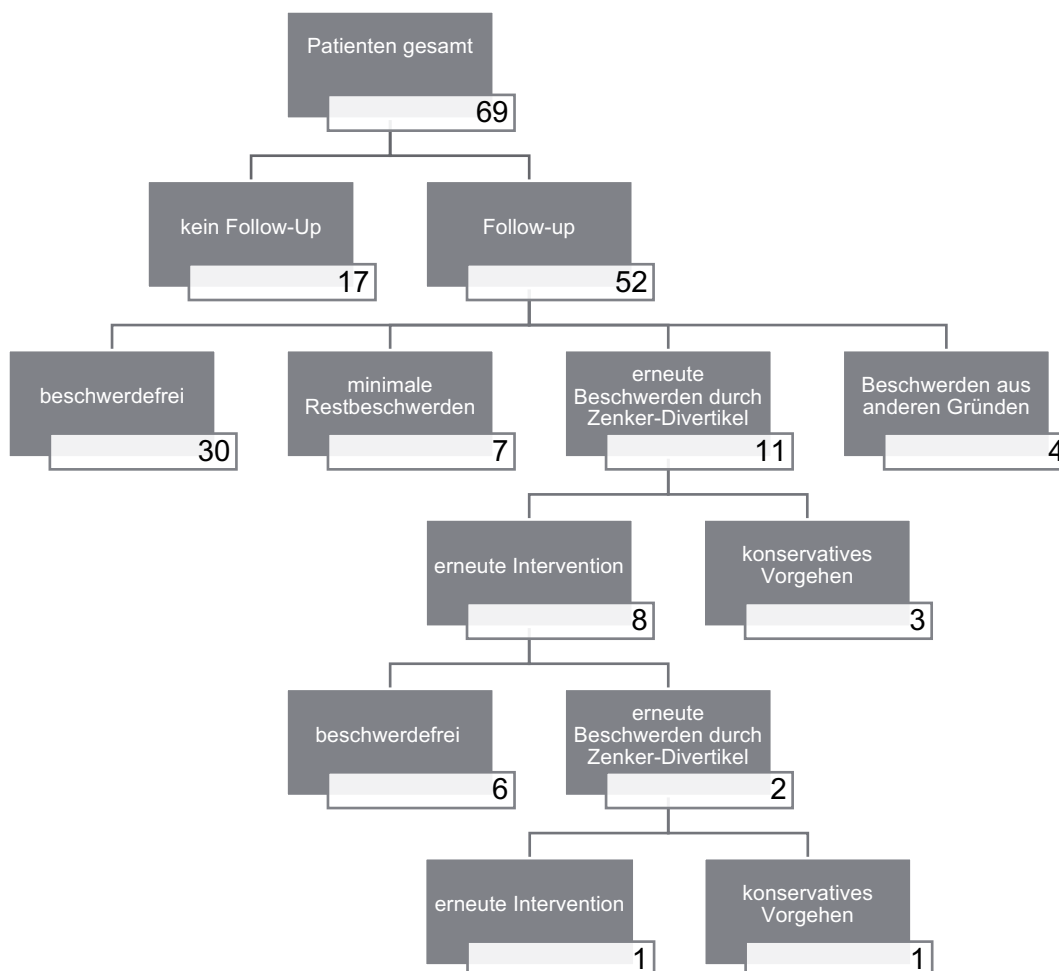 Patienten gesamt
69
kein Follow-Up
17
Follow-up
52
beschwerdefrei
30
minimale
Restbeschwerden
7
erneute
Beschwerden durch
Zenker-Divertikel
11
Beschwerden aus
anderen Gründen
4
erneute Intervention
8
konservatives
Vorgehen
3
beschwerdefrei
6
erneute
Beschwerden durch
Zenker-Divertikel
2
erneute Intervention
1
konservatives
Vorgehen
1